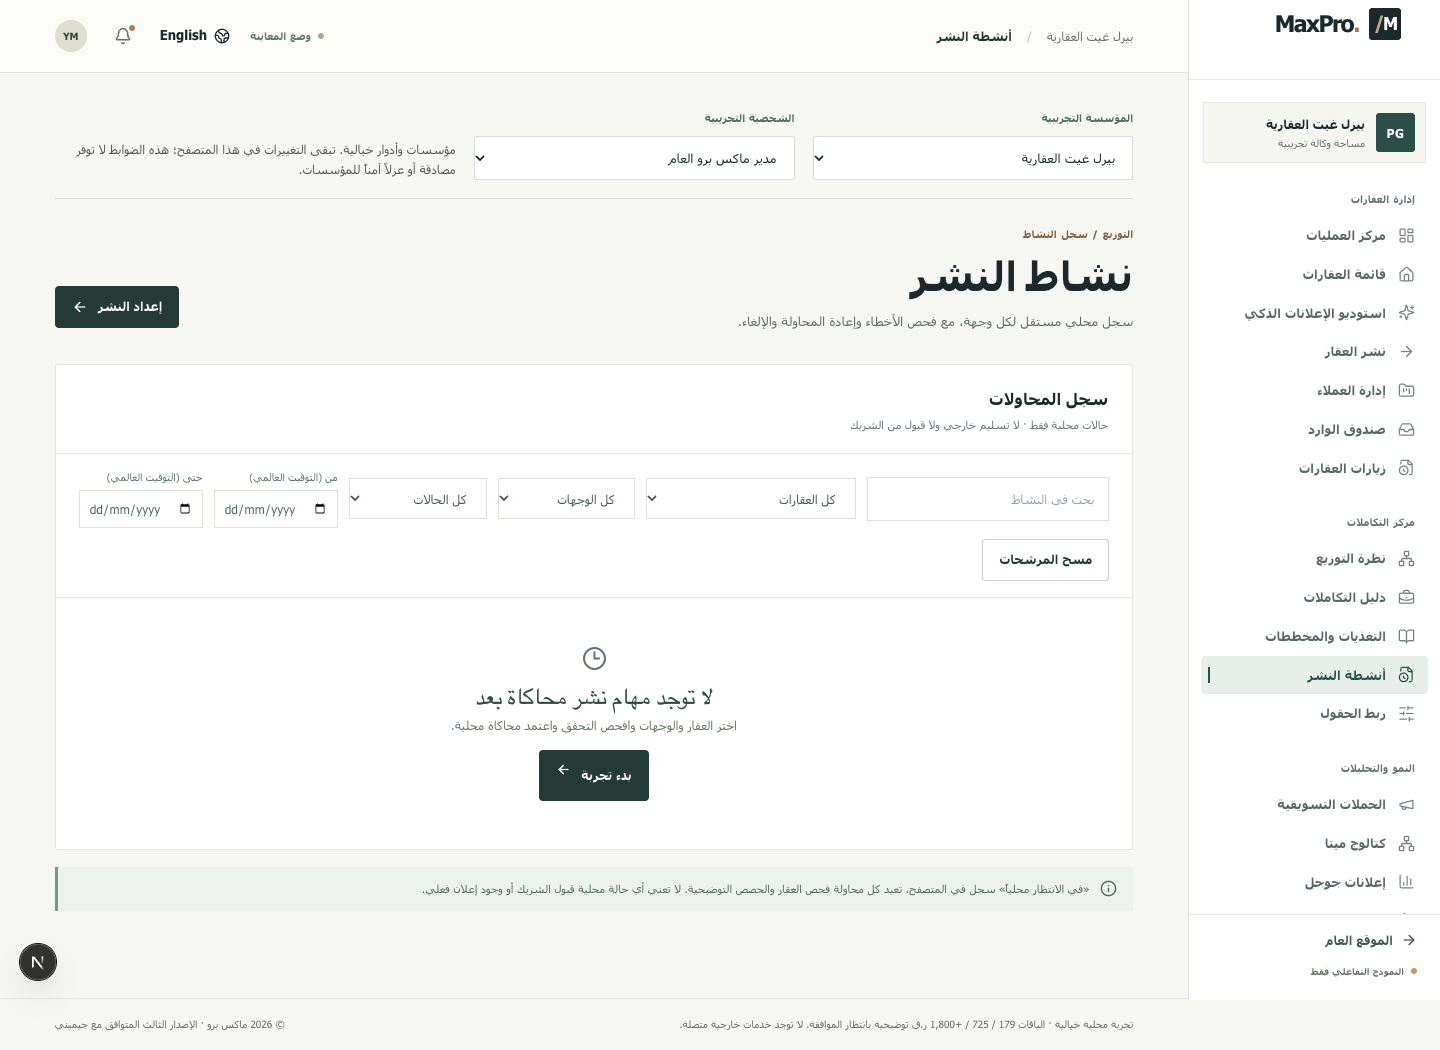 MaxPro.
/M
بيرل غيت العقارية / أنشطة النشر
وضع المعاينة
English
YM
PG
بيرل غيت العقارية
مساحة وكالة تجريبية
إدارة العقارات
مركز العمليات
قائمة العقارات
استوديو الإعلانات الذكي
نشر العقار
إدارة العملاء
صندوق الوارد
زيارات العقارات
مركز التكاملات
نظرة التوزيع
دليل التكاملات
التغذيات والمخططات
أنشطة النشر
ربط الحقول
النمو والتحليلات
الحملات التسويقية
كتالوج ميتا
إعلانات جوجل
الموقع العام
النموذج التفاعلي فقط
المؤسسة التجريبية
بيرل غيت العقارية
الشخصية التجريبية
مدير ماكس برو العام
مؤسسات وأدوار خيالية. تبقى التغييرات في هذا المتصفح؛ هذه الضوابط لا توفر
مصادقة أو عزلاً آمناً للمؤسسات.
التوزيع / سجل النشاط
نشاط النشر
سجل محلي مستقل لكل وجهة، مع فحص الأخطاء وإعادة المحاولة والإلغاء.
إعداد النشر
سجل المحاولات
حالات محلية فقط · لا تسليم خارجي ولا قبول من الشريك
بحث في النشاط
كل العقارات
كل الوجهات
كل الحالات
من (التوقيت العالمي)
dd/mm/yyyy
حتى (التوقيت العالمي)
dd/mm/yyyy
مسح المرشحات
لا توجد مهام نشر محاكاة بعد
اختر العقار والوجهات وافحص التحقق واعتمد محاكاة محلية.
بدء تجربة
«في الانتظار محلياً» سجل في المتصفح. تعيد كل محاولة فحص العقار والحصص التوضيحية. لا تعني أي حالة محلية قبول الشريك أو وجود إعلان فعلي.
N
تجربة محلية خيالية · الباقات 179 / 725 / +1,800 ر.ق توضيحية بانتظار الموافقة. لا توجد خدمات خارجية متصلة.
© 2026 ماكس برو · الإصدار الثالث المتوافق مع جيميني